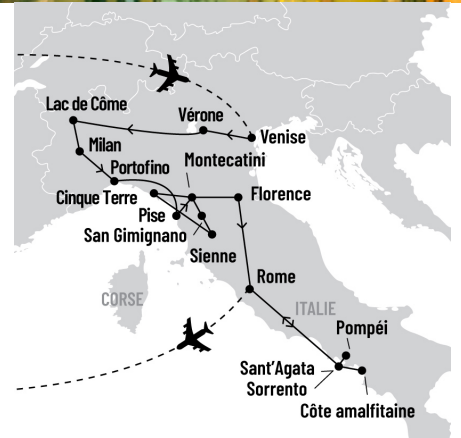 Lac de Côme
Vérone
Venise
Milan
Montecatini
Portofino
Cinque Terre
Florence
Pise
San Gimignano
Sienne
Rome
CORSE
ITALIE
Pompéi
Sant'Agata
Sorrento
Côte amalfitaine